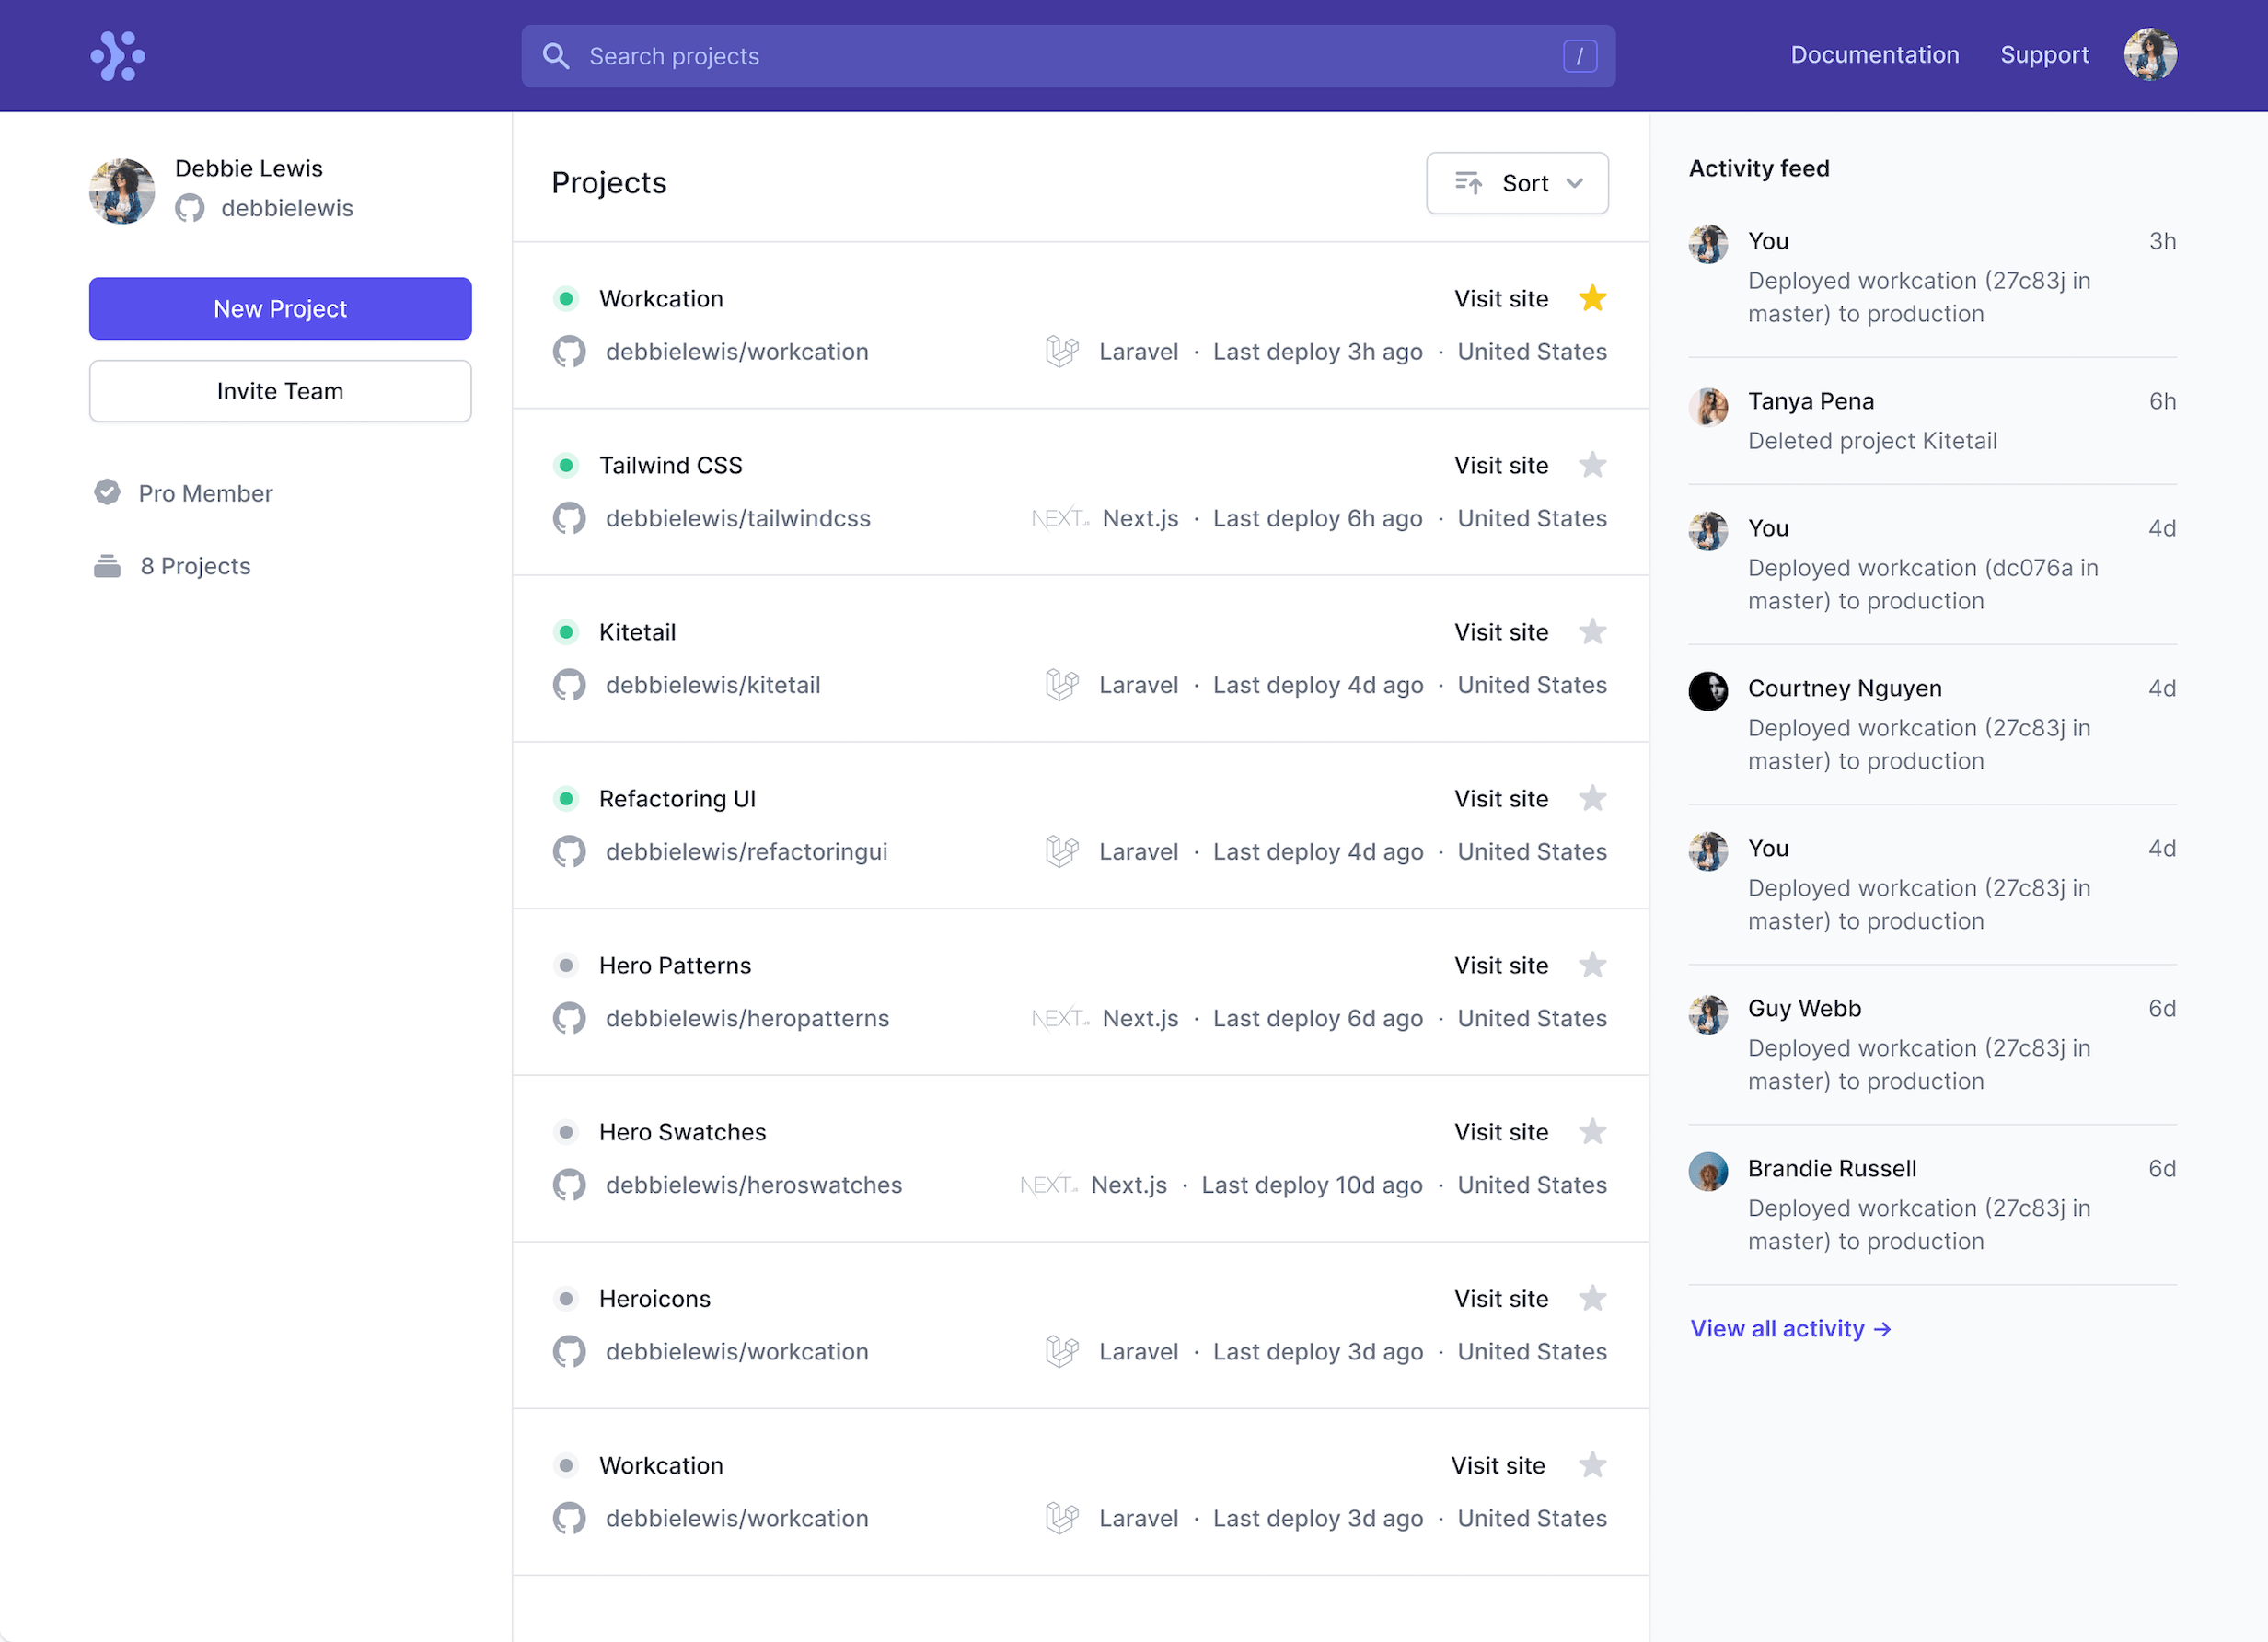 Search projects
/
Documentation
Support
Debbie Lewis
debbielewis
New Project
Invite Team
Pro Member
8 Projects
Projects
Sort
Workcation
Visit site
debbielewis/workcation
Laravel · Last deploy 3h ago · United States
Tailwind CSS
Visit site
debbielewis/tailwindcss
NEXT.js Next.js · Last deploy 6h ago · United States
Kitetail
Visit site
debbielewis/kitetail
Laravel · Last deploy 4d ago · United States
Refactoring UI
Visit site
debbielewis/refactoringui
Laravel · Last deploy 4d ago · United States
Hero Patterns
Visit site
debbielewis/heropatterns
NEXT.js Next.js · Last deploy 6d ago · United States
Hero Swatches
Visit site
debbielewis/heroswatches
NEXT.js Next.js · Last deploy 10d ago · United States
Heroicons
Visit site
debbielewis/workcation
Laravel · Last deploy 3d ago · United States
Workcation
Visit site
debbielewis/workcation
Laravel · Last deploy 3d ago · United States
Activity feed
You 3h
Deployed workcation (27c83j in
master) to production
Tanya Pena 6h
Deleted project Kitetail
You 4d
Deployed workcation (dc076a in
master) to production
Courtney Nguyen 4d
Deployed workcation (27c83j in
master) to production
You 4d
Deployed workcation (27c83j in
master) to production
Guy Webb 6d
Deployed workcation (27c83j in
master) to production
Brandie Russell 6d
Deployed workcation (27c83j in
master) to production
View all activity →